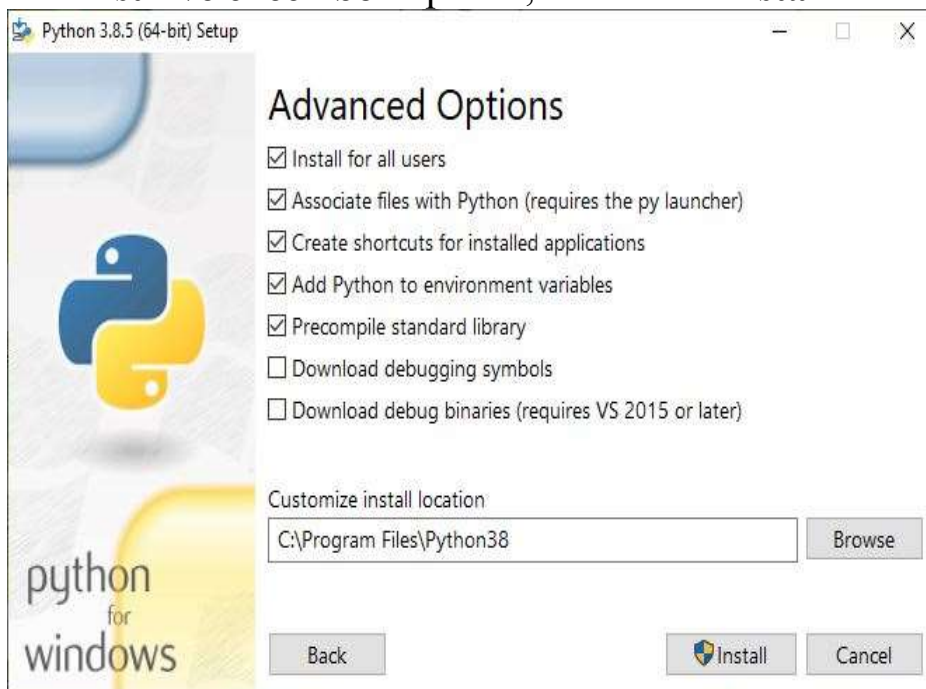 Python 3.8.5 (64-bit) Setup
Advanced Options
Install for all users
Associate files with Python (requires the py launcher)
Create shortcuts for installed applications
Add Python to environment variables
Precompile standard library
Download debugging symbols
Download debug binaries (requires VS 2015 or later)
Customize install location
C:\Program Files\Python38
Browse
python
for
windows
Back
Install
Cancel